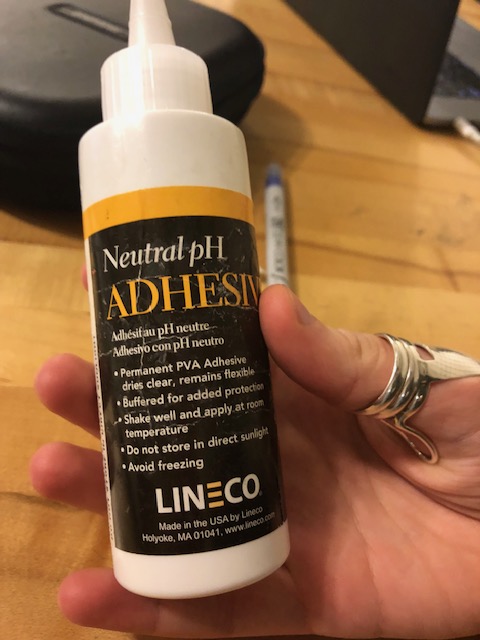 Neutral pH
ADHESIV
Adhésif au pH neutre
Adhesivo con pH neutro
• Permanent PVA Adhesive
dries clear, remains flexible
• Buffered for added protection
• Shake well and apply at room
temperature
• Do not store in direct sunlight
• Avoid freezing
LINECO®
Made in the USA by Lineco
Holyoke, MA 01041, www.lineco.com